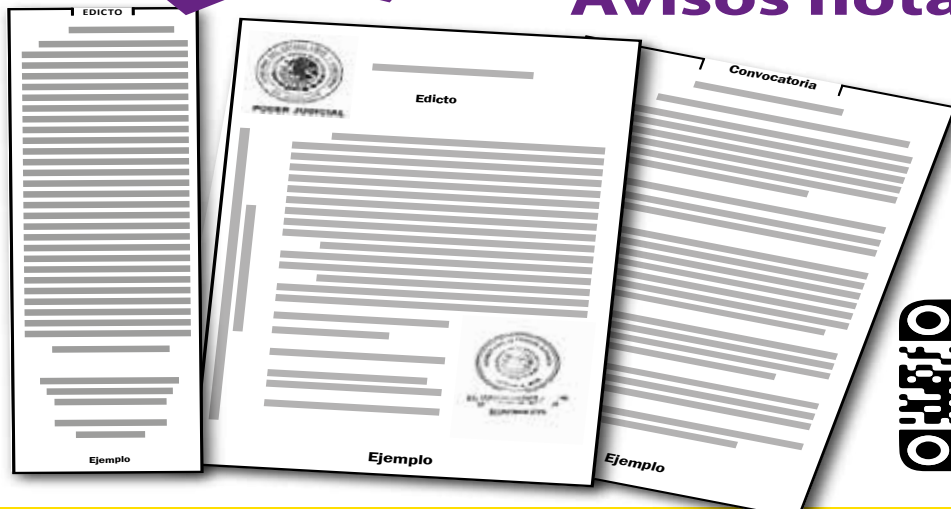 Avisos nota
EDICTO
Ejemplo
PODER JUDICIAL
Edicto
Ejemplo
Convocatoria
Ejemplo